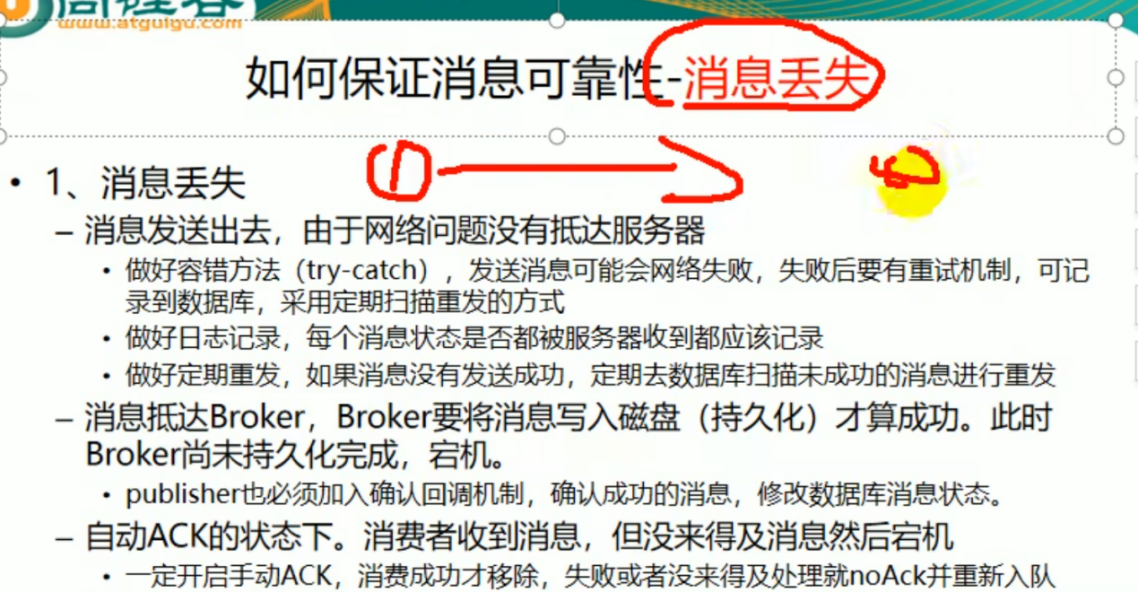 尚硅谷
www.atguigu.com
如何保证消息可靠性-消息丢失
• 1、消息丢失
– 消息发送出去，由于网络问题没有抵达服务器
• 做好容错方法（try-catch），发送消息可能会网络失败，失败后要有重试机制，可记
录到数据库，采用定期扫描重发的方式
• 做好日志记录，每个消息状态是否都被服务器收到都应该记录
• 做好定期重发，如果消息没有发送成功，定期去数据库扫描未成功的消息进行重发
– 消息抵达Broker，Broker要将消息写入磁盘（持久化）才算成功。此时
Broker尚未持久化完成，宕机。
• publisher也必须加入确认回调机制，确认成功的消息，修改数据库消息状态。
– 自动ACK的状态下。消费者收到消息，但没来得及消息然后宕机
• 一定开启手动ACK，消费成功才移除，失败或者没来得及处理就noAck并重新入队